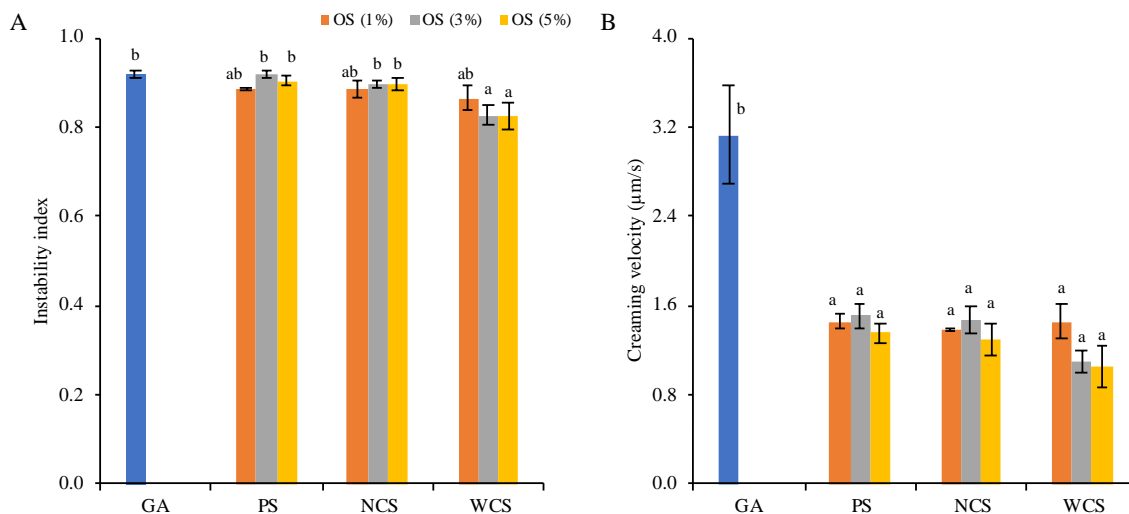 A
OS (1%) OS (3%) OS (5%)
B
Instability index
1.0
0.8
0.6
0.4
0.2
0.0
b
ab b b
ab b b
ab a a
GA PS NCS WCS
Creaming velocity (µm/s)
4.0
3.2
2.4
1.6
0.8
0.0
b
a a a
a a a
a a a
GA PS NCS WCS